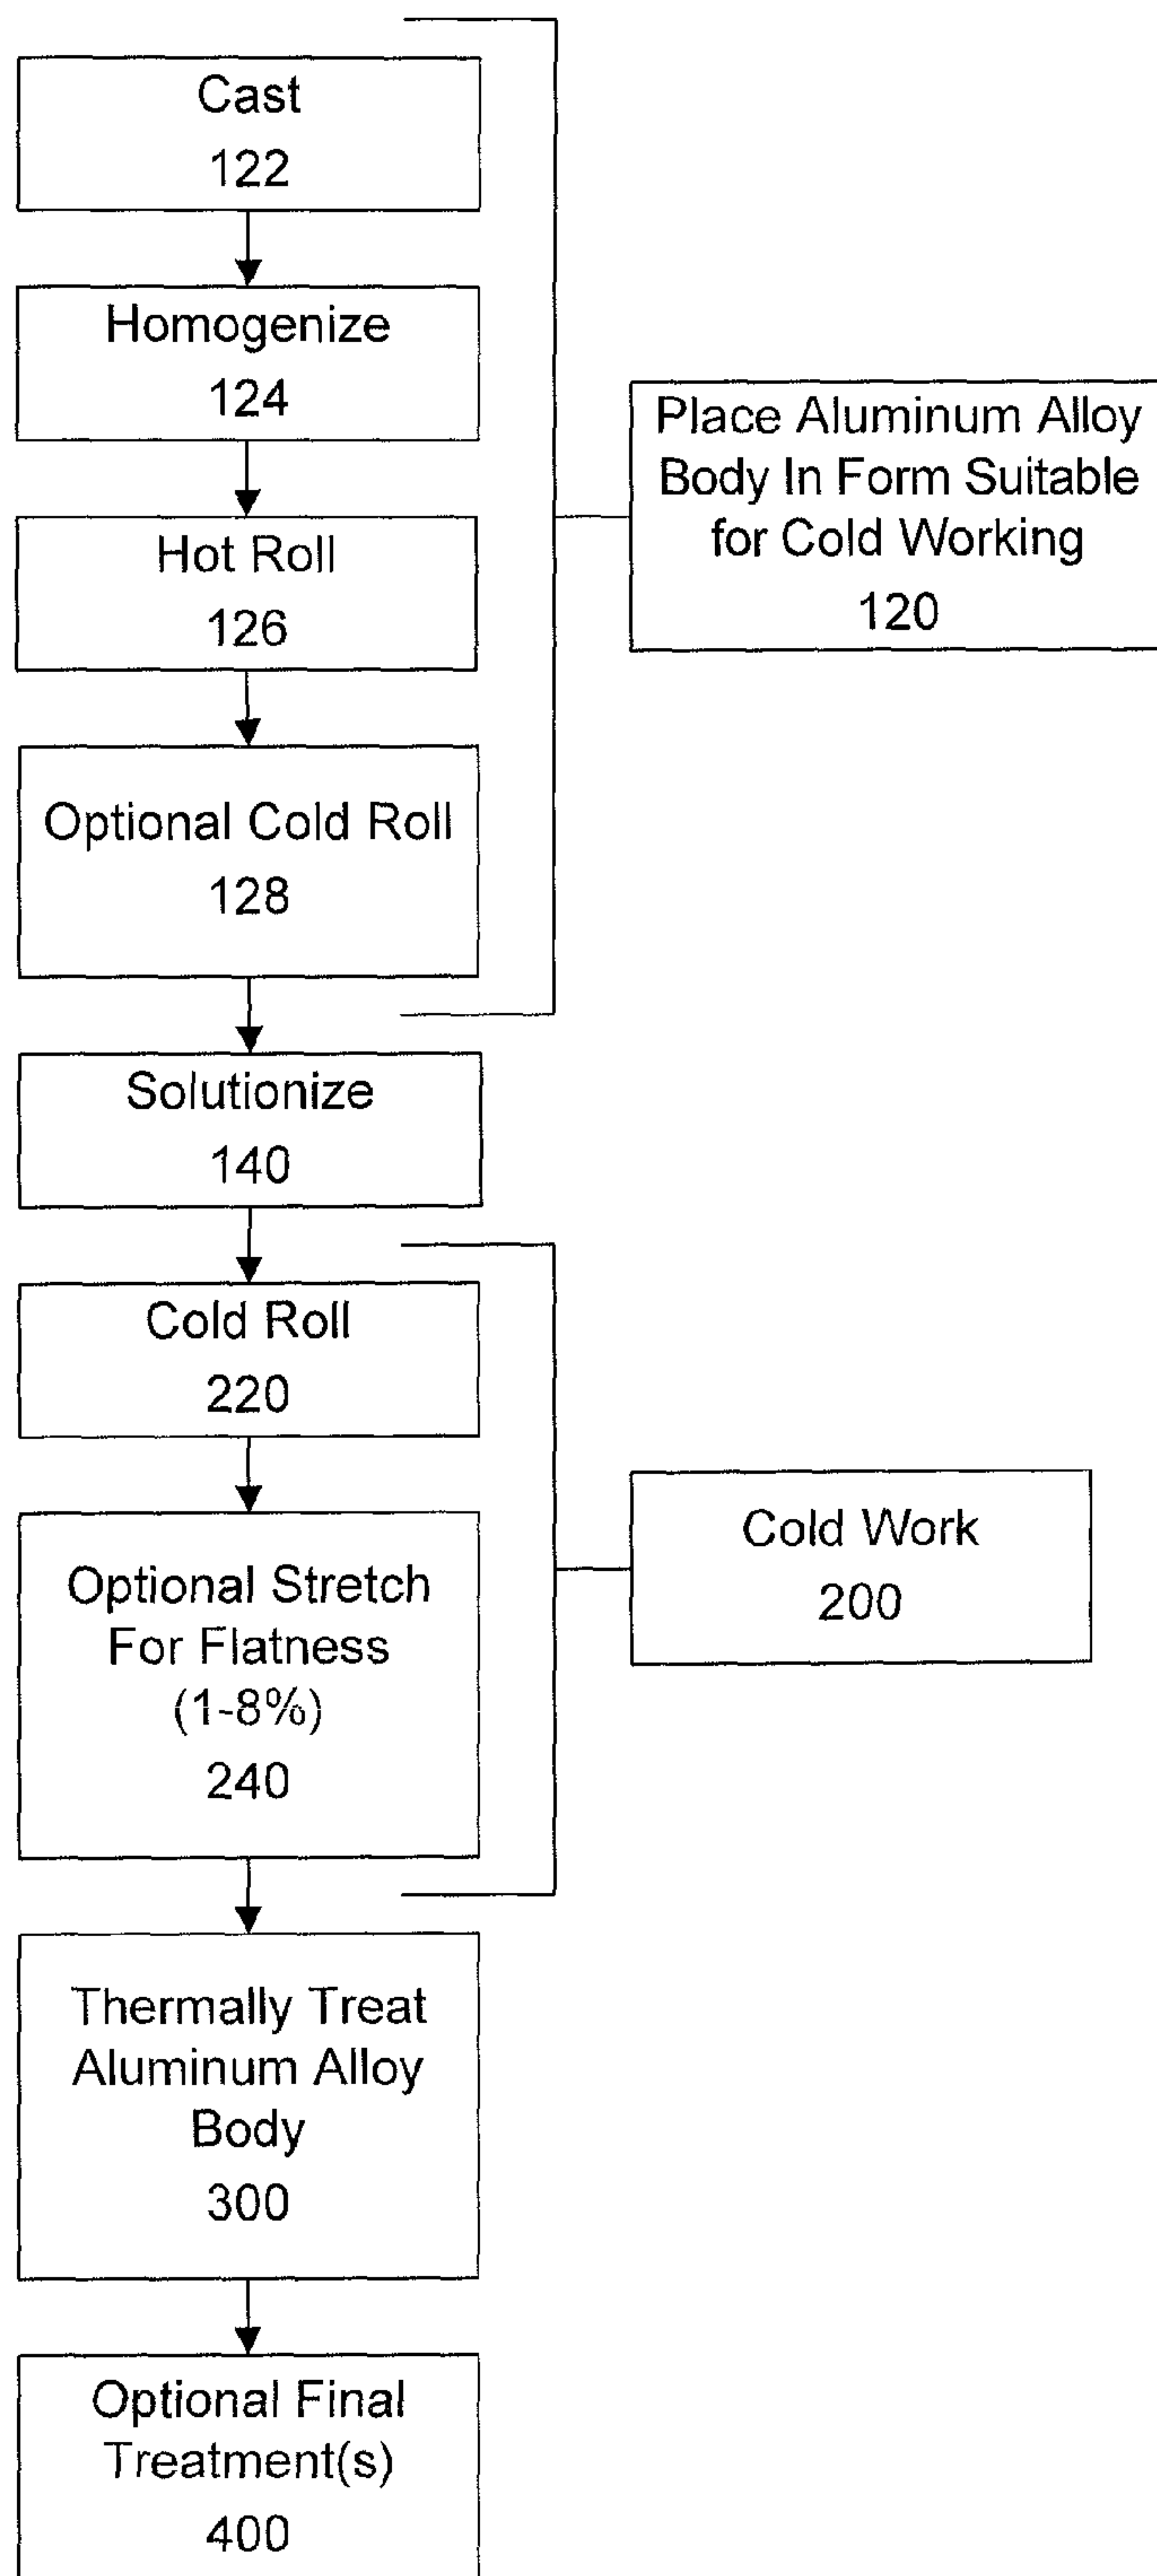 Cast
122
Homogenize
124
Hot Roll
126
Optional Cold Roll
128
Place Aluminum Alloy
Body In Form Suitable
for Cold Working
120
Solutionize
140
Cold Roll
220
Optional Stretch
For Flatness
(1-8%)
240
Cold Work
200
Thermally Treat
Aluminum Alloy
Body
300
Optional Final
Treatment(s)
400